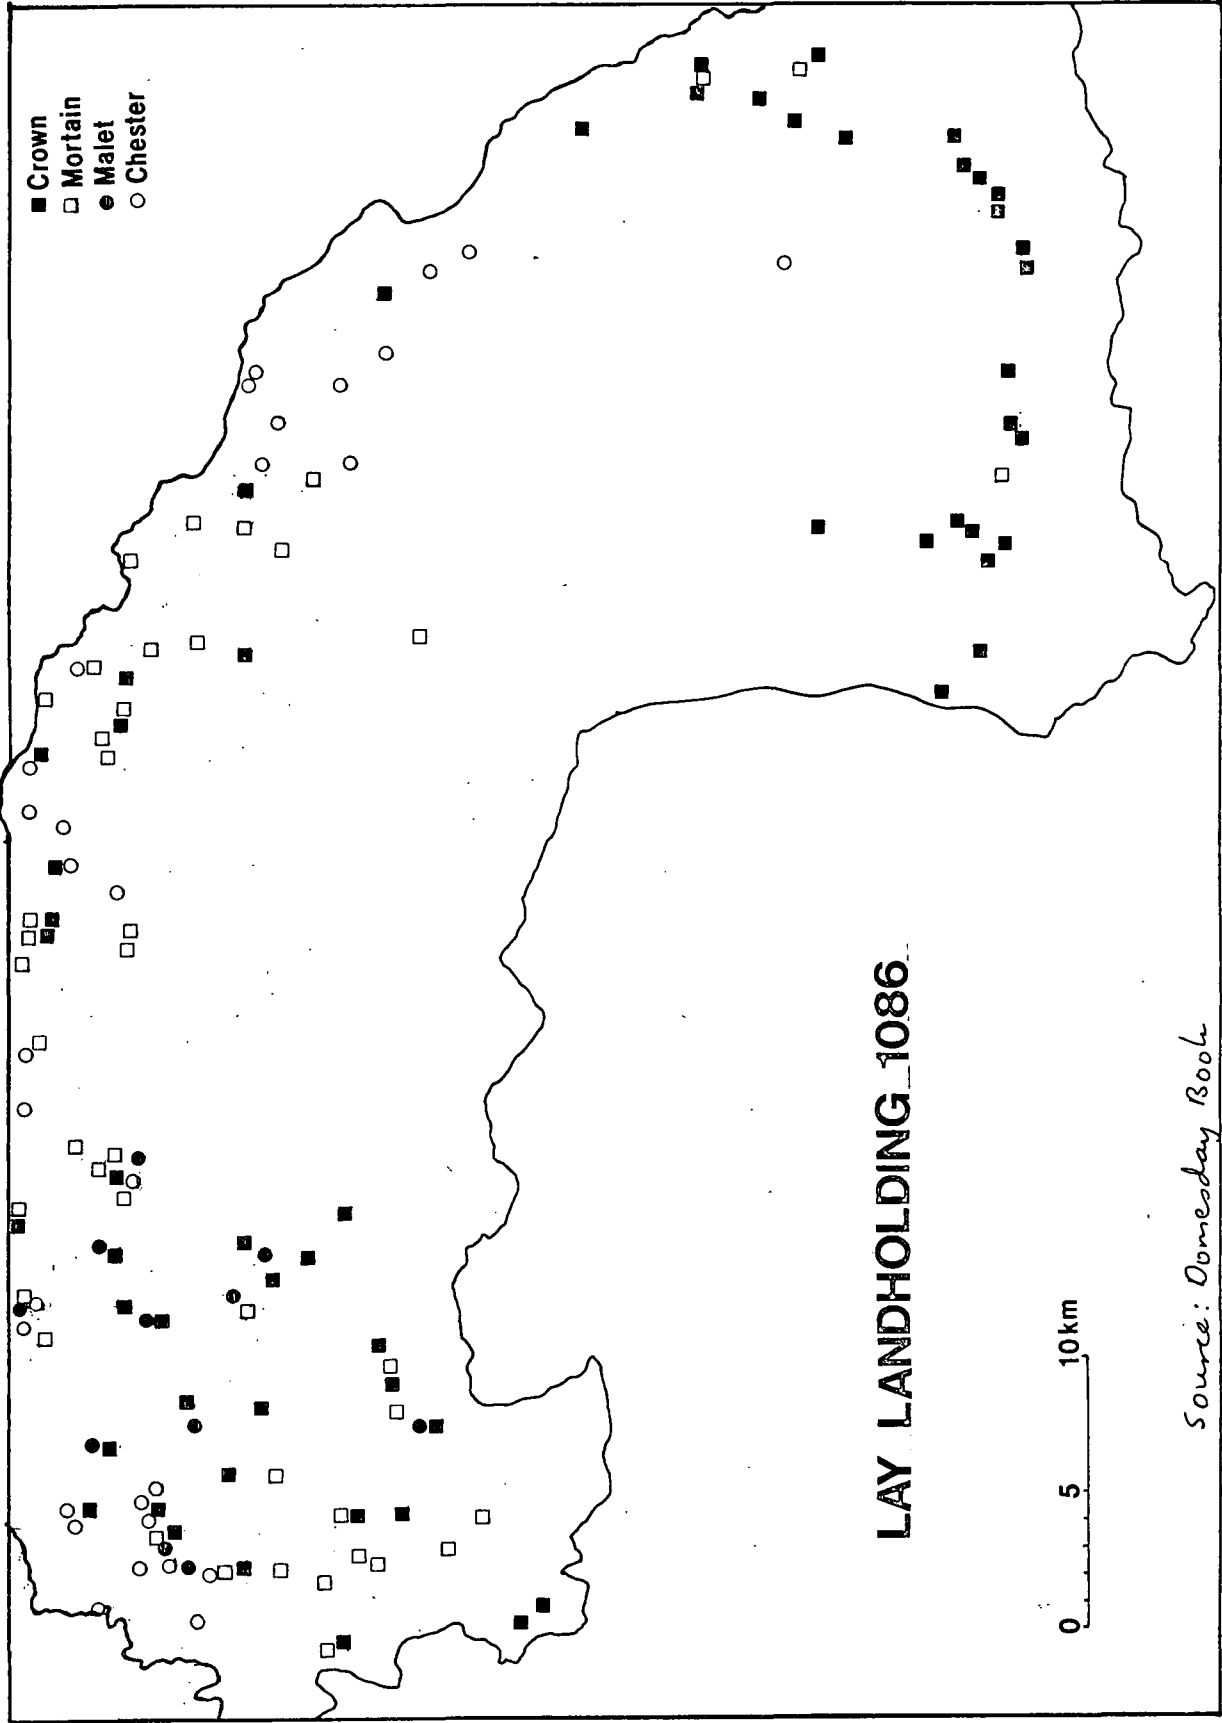 Crown
Mortain
Malet
Chester
LAY LANDHOLDING 1086
0 5 10km
Source: Domesday Book